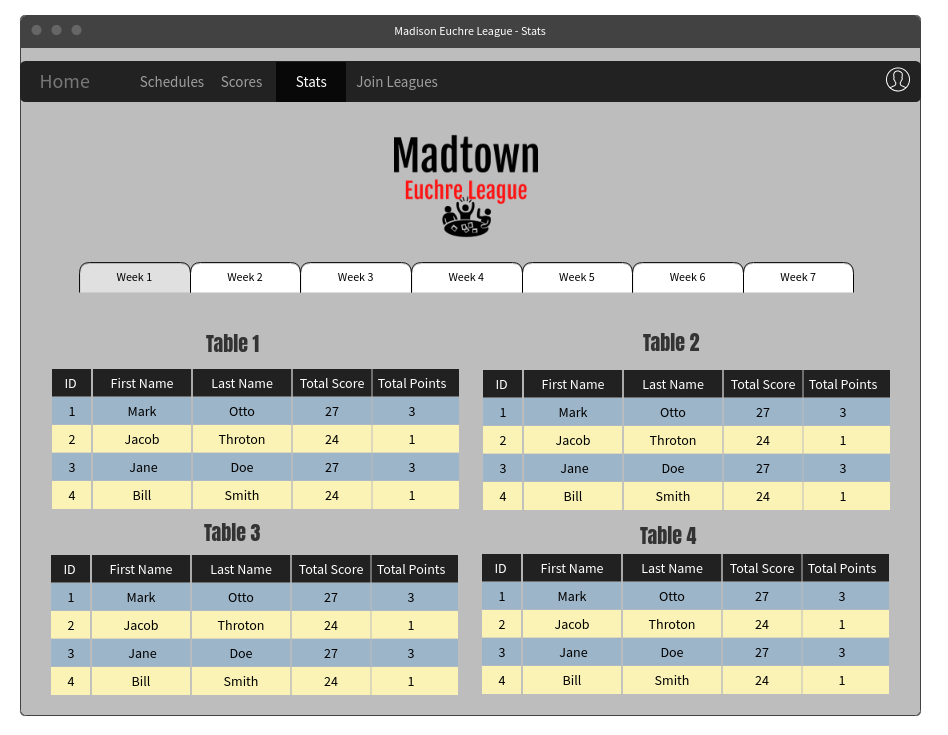 Madison Euchre League - Stats
Home Schedules Scores Stats Join Leagues
Madtown
Euchre League
Week 1 Week 2 Week 3 Week 4 Week 5 Week 6 Week 7
Table 1
ID First Name Last Name Total Score Total Points
1 Mark Otto 27 3
2 Jacob Throton 24 1
3 Jane Doe 27 3
4 Bill Smith 24 1
Table 2
ID First Name Last Name Total Score Total Points
1 Mark Otto 27 3
2 Jacob Throton 24 1
3 Jane Doe 27 3
4 Bill Smith 24 1
Table 3
ID First Name Last Name Total Score Total Points
1 Mark Otto 27 3
2 Jacob Throton 24 1
3 Jane Doe 27 3
4 Bill Smith 24 1
Table 4
ID First Name Last Name Total Score Total Points
1 Mark Otto 27 3
2 Jacob Throton 24 1
3 Jane Doe 27 3
4 Bill Smith 24 1